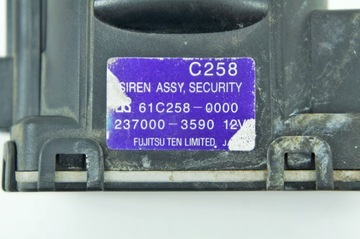 C258
SIREN ASSY, SECURITY
61C258-0000
237000-3590 12V
FUJITSU TEN LIMITED,